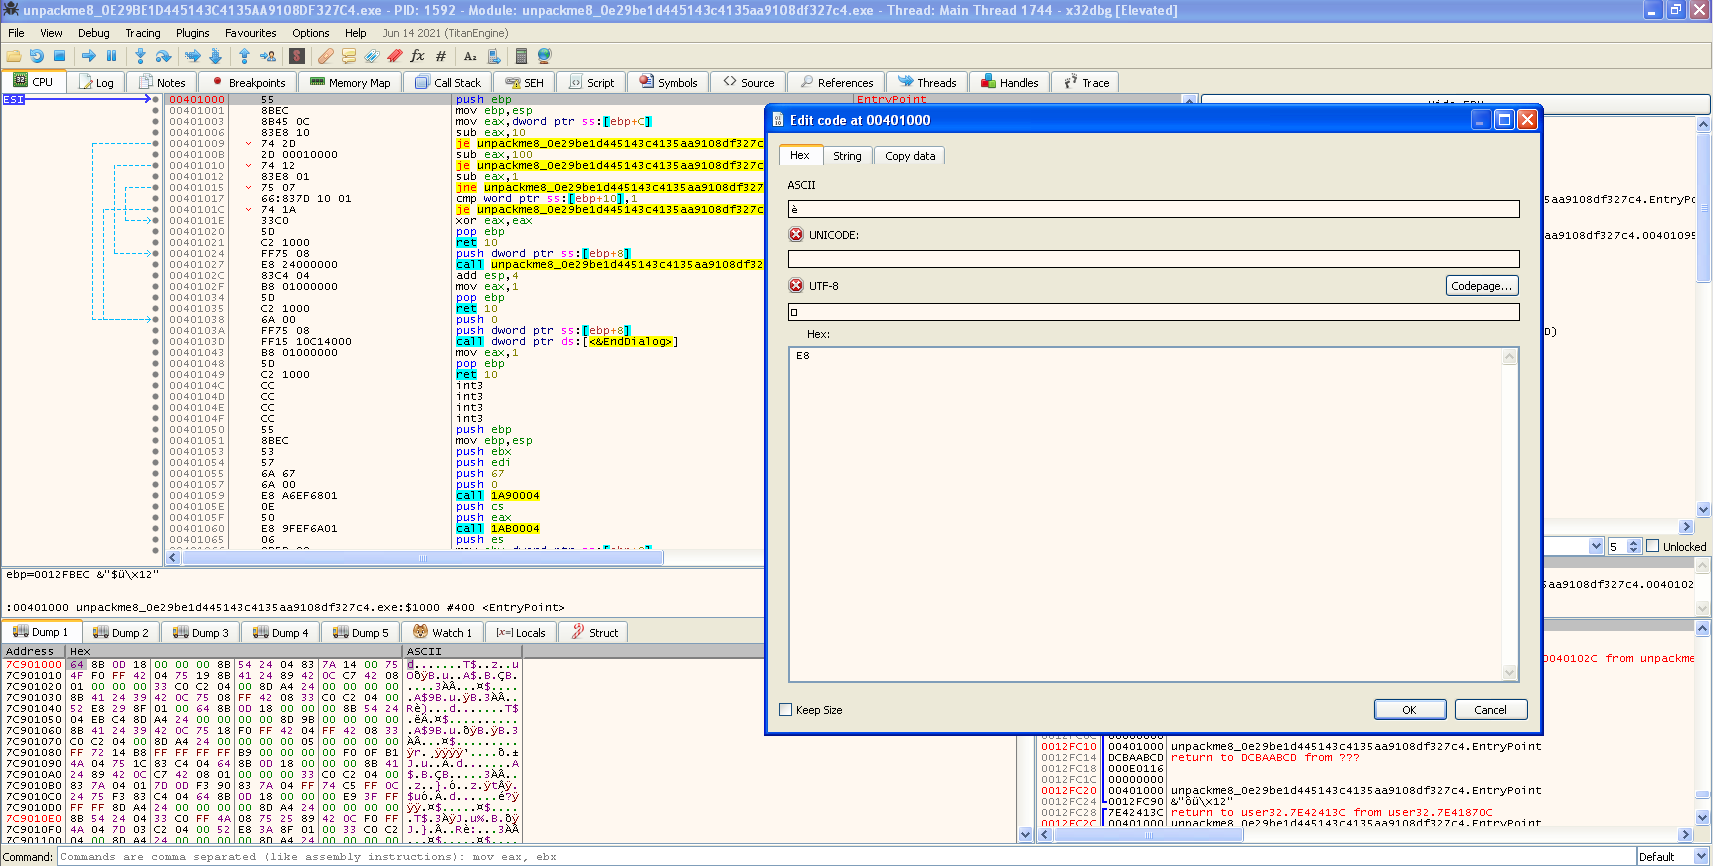 unpackme8_0E29BE1D445143C4135AA9108DF327C4.exe - PID: 1592 - Module: unpackme8_0e29be1d445143c4135aa9108df327c4.exe - Thread: Main Thread 1744 - x32dbg [Elevated]
File View Debug Tracing Plugins Favourites Options Help Jun 14 2021 (TitanEngine)
CPU Log Notes Breakpoints Memory Map Call Stack SEH Script Symbols Source References Threads Handles Trace
ESI
00401000 55 push ebp EntryPoint
00401001 8BEC mov ebp,esp
00401003 8B45 0C mov eax,dword ptr ss:[ebp+C]
00401006 83E8 10 sub eax,10
00401009 74 2D je unpackme8_0e29be1d445143c4135aa9108df327c
0040100B 2D 00010000 sub eax,100
00401010 74 12 je unpackme8_0e29be1d445143c4135aa9108df327c
00401012 83E8 01 sub eax,1
00401015 75 07 jne unpackme8_0e29be1d445143c4135aa9108df327
00401017 66:837D 10 01 cmp word ptr ss:[ebp+10],1
0040101C 74 1A je unpackme8_0e29be1d445143c4135aa9108df327c
0040101E 33C0 xor eax,eax
00401020 5D pop ebp
00401021 C2 1000 ret 10
00401024 FF75 08 push dword ptr ss:[ebp+8]
00401027 E8 24000000 call unpackme8_0e29be1d445143c4135aa9108df32
0040102C 83C4 04 add esp,4
0040102F B8 01000000 mov eax,1
00401034 5D pop ebp
00401035 C2 1000 ret 10
00401038 6A 00 push 0
0040103A FF75 08 push dword ptr ss:[ebp+8]
0040103D FF15 10C14000 call dword ptr ds:[<&EndDialog>]
00401043 B8 01000000 mov eax,1
00401048 5D pop ebp
00401049 C2 1000 ret 10
0040104C CC int3
0040104D CC int3
0040104E CC int3
0040104F CC int3
00401050 55 push ebp
00401051 8BEC mov ebp,esp
00401053 53 push ebx
00401054 57 push edi
00401055 6A 67 push 67
00401057 6A 00 push 0
00401059 E8 A6EF6801 call 1A90004
0040105E 0E push cs
0040105F 50 push eax
00401060 E8 9FEF6A01 call 1AB0004
00401065 06 push es
Edit code at 00401000
Hex String Copy data
ASCII
è
UNICODE:
UTF-8
Codepage...
Hex:
E8
Keep Size
OK Cancel
aa9108df327c4.EntryPo
aa9108df327c4.00401095
D)
5 Unlocked
5aa9108df327c4.0040102
ebp=0012FBEC &"$ü\x12"
:00401000 unpackme8_0e29be1d445143c4135aa9108df327c4.exe:$1000 #400 <EntryPoint>
Dump 1 Dump 2 Dump 3 Dump 4 Dump 5 Watch 1 [x=] Locals Struct
Address Hex ASCII
7C901000 64 8B 0D 18 00 00 00 8B 54 24 04 83 7A 14 00 75 d.......T$..z..u
7C901010 4F F0 FF 42 04 75 19 8B 41 24 89 42 0C C7 42 08 OðÿB.u..A$.B.ÇB.
7C901020 01 00 00 00 33 C0 C2 04 00 8D A4 24 00 00 00 00 ....3ÀÂ...¤$....
7C901030 8B 41 24 39 42 0C 75 08 FF 42 08 33 C0 C2 04 00 .A$9B.u.ÿB.3ÀÂ..
7C901040 52 E8 29 8F 01 00 64 8B 0D 18 00 00 00 8B 54 24 Rè)...d.......T$
7C901050 04 EB C4 8D A4 24 00 00 00 00 8D 9B 00 00 00 00 .ëÄ.¤$..........
7C901060 8B 41 24 39 42 0C 75 18 F0 FF 42 04 FF 42 08 33 .A$9B.u.ðÿB.ÿB.3
7C901070 C0 C2 04 00 8D A4 24 00 00 00 00 05 00 00 00 00 ÀÂ...¤$.........
7C901080 FF 72 14 B8 FF FF FF FF B9 00 00 00 00 F0 0F B1 ÿr.¸ÿÿÿÿ¹....ð.±
7C901090 4A 04 75 1C 83 C4 04 64 8B 0D 18 00 00 00 8B 41 J.u..Ä.d.......A
7C9010A0 24 89 42 0C C7 42 08 01 00 00 00 33 C0 C2 04 00 $.B.ÇB.....3ÀÂ..
7C9010B0 83 7A 04 01 7D 0D F3 90 83 7A 04 FF 74 C5 FF 0C .z..}.ó..z.ÿtÅÿ.
7C9010C0 24 75 F3 83 C4 04 64 8B 0D 18 00 00 00 E9 3F FF $uó.Ä.d......é?ÿ
7C9010D0 FF FF 8D A4 24 00 00 00 00 8D A4 24 00 00 00 00 ÿÿ.¤$.....¤$....
7C9010E0 8B 54 24 04 33 C0 FF 4A 08 75 25 89 42 0C F0 FF .T$.3ÀÿJ.u%.B.ðÿ
7C9010F0 4A 04 7D 03 C2 04 00 52 E8 3A 8F 01 00 33 C0 C2 J.}.Â..Rè:...3ÀÂ
7C901100 04 00 8D A4 24 00 00 00 00 8D A4 24 00 00 00 00 ...¤$.....¤$....
0040102C from unpackme
0012FC10 00401000 unpackme8_0e29be1d445143c4135aa9108df327c4.EntryPoint
0012FC14 DCBAABCD return to DCBAABCD from ???
0012FC18 000E0116
0012FC1C 00000000
0012FC20 00401000 unpackme8_0e29be1d445143c4135aa9108df327c4.EntryPoint
0012FC24 0012FC90 &"ðü\x12"
0012FC28 7E42413C return to user32.7E42413C from user32.7E41870C
0012FC2C 00401000 unpackme8_0e29be1d445143c4135aa9108df327c4.EntryPoint
Command: Commands are comma separated (like assembly instructions): mov eax, ebx
Default